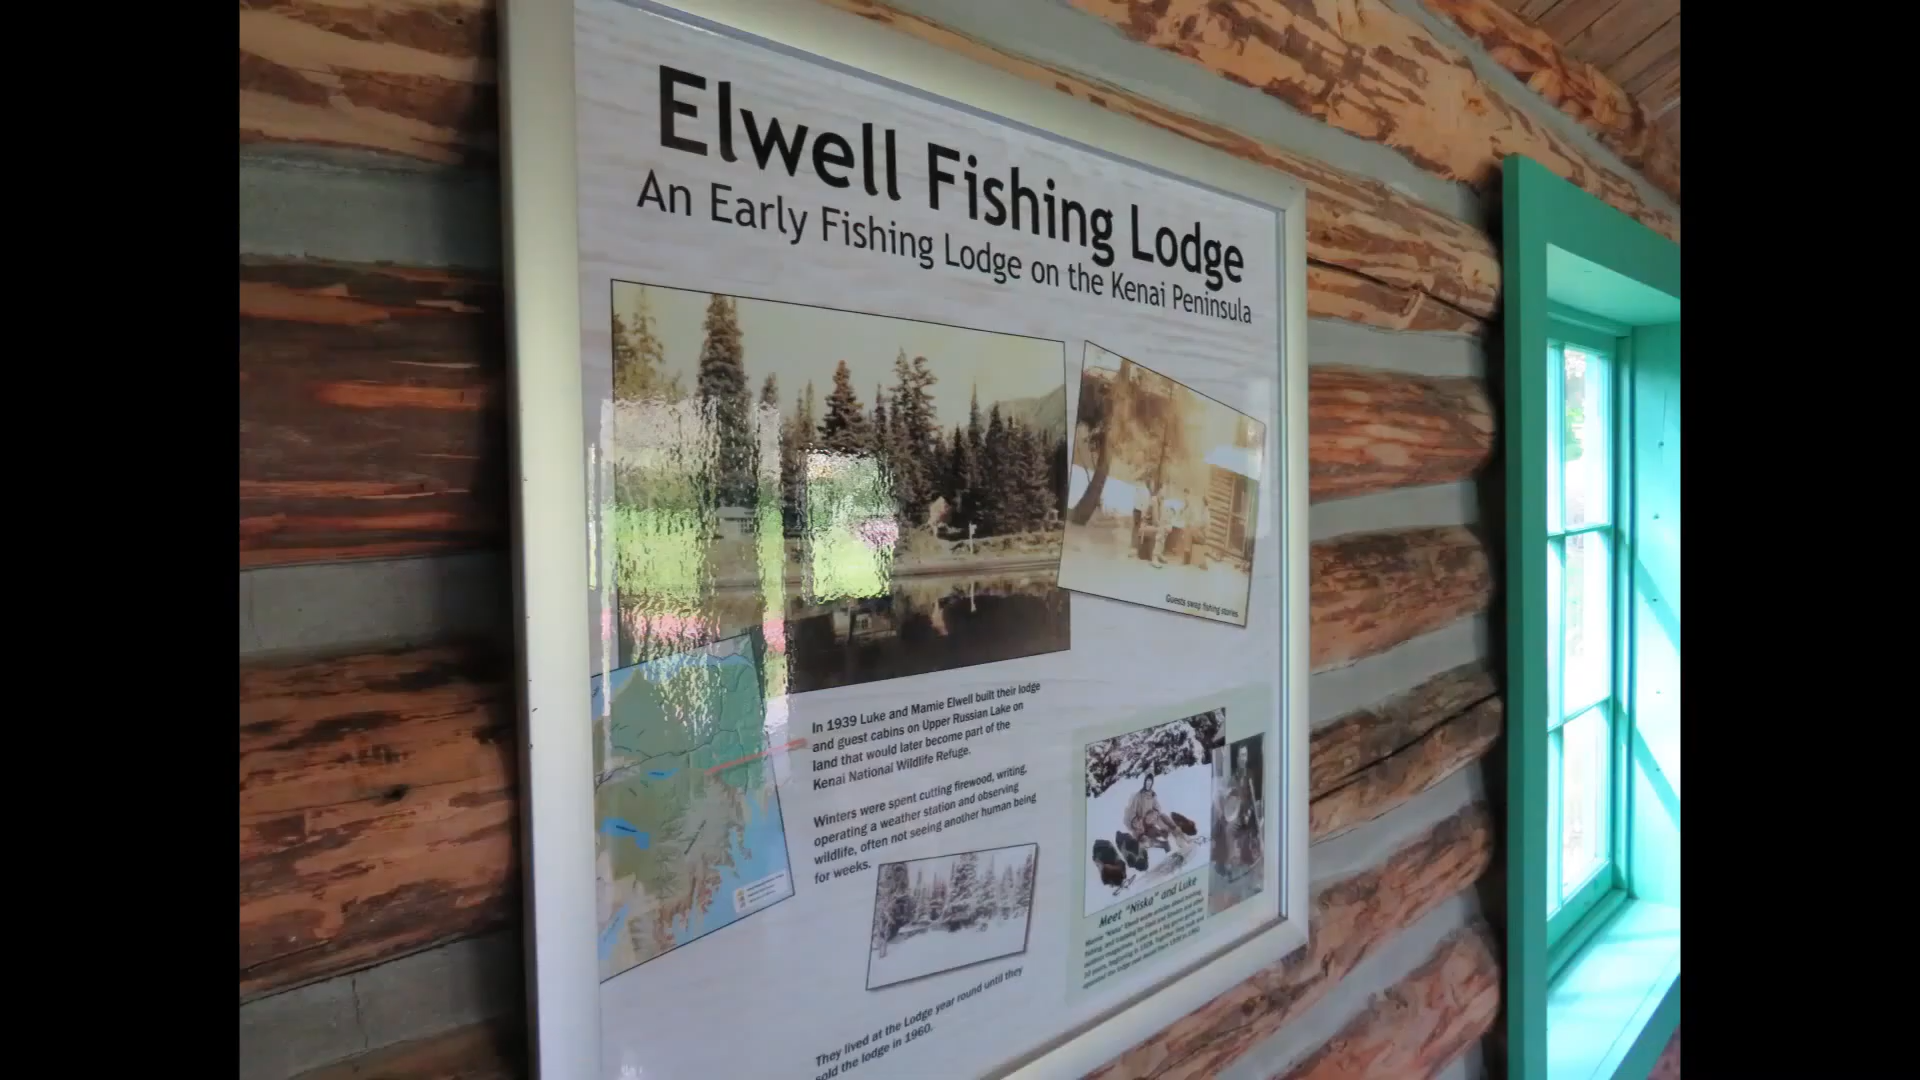 Elwell Fishing Lodge
An Early Fishing Lodge on the Kenai Peninsula
Guests swap fishing stories
In 1939 Luke and Mamie Elwell built their lodge
and guest cabins on Upper Russian Lake on
land that would later become part of the
Kenai National Wildlife Refuge.
Winters were spent cutting firewood, writing,
operating a weather station and observing
wildlife, often not seeing another human being
for weeks.
They lived at the Lodge year round until they
sold the lodge in 1960.
Meet "Niska" and Luke